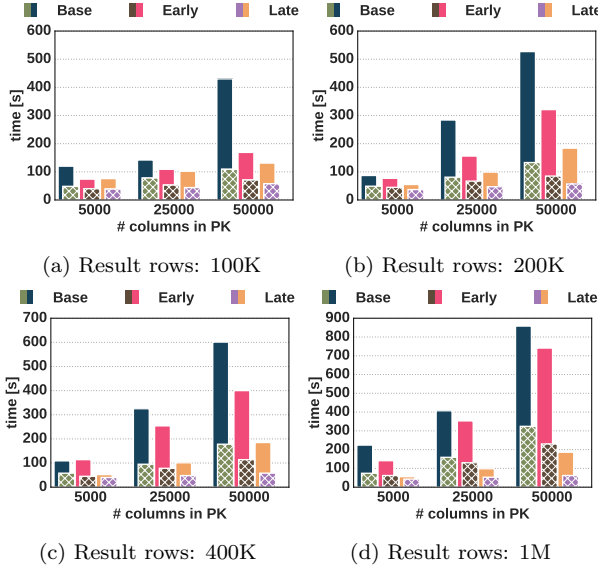 Base Early Late
600
500
400
300
200
100
0
time [s]
5000 25000 50000
# columns in PK
(a) Result rows: 100K
Base Early Late
600
500
400
300
200
100
0
time [s]
5000 25000 50000
# columns in PK
(b) Result rows: 200K
Base Early Late
700
600
500
400
300
200
100
0
time [s]
5000 25000 50000
# columns in PK
(c) Result rows: 400K
Base Early Late
900
800
700
600
500
400
300
200
100
0
time [s]
5000 25000 50000
# columns in PK
(d) Result rows: 1M